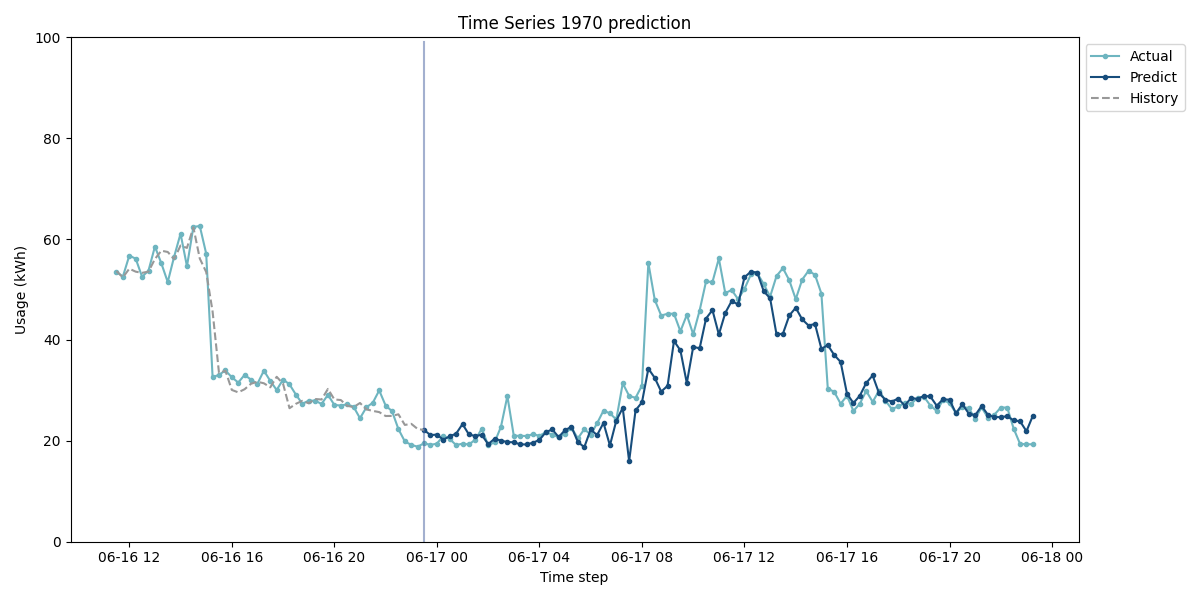 Time Series 1970 prediction
100
80
60
40
20
0
Usage (kWh)
06-16 12
06-16 16
06-16 20
06-17 00
06-17 04
06-17 08
06-17 12
06-17 16
06-17 20
06-18 00
Time step
Actual
Predict
History